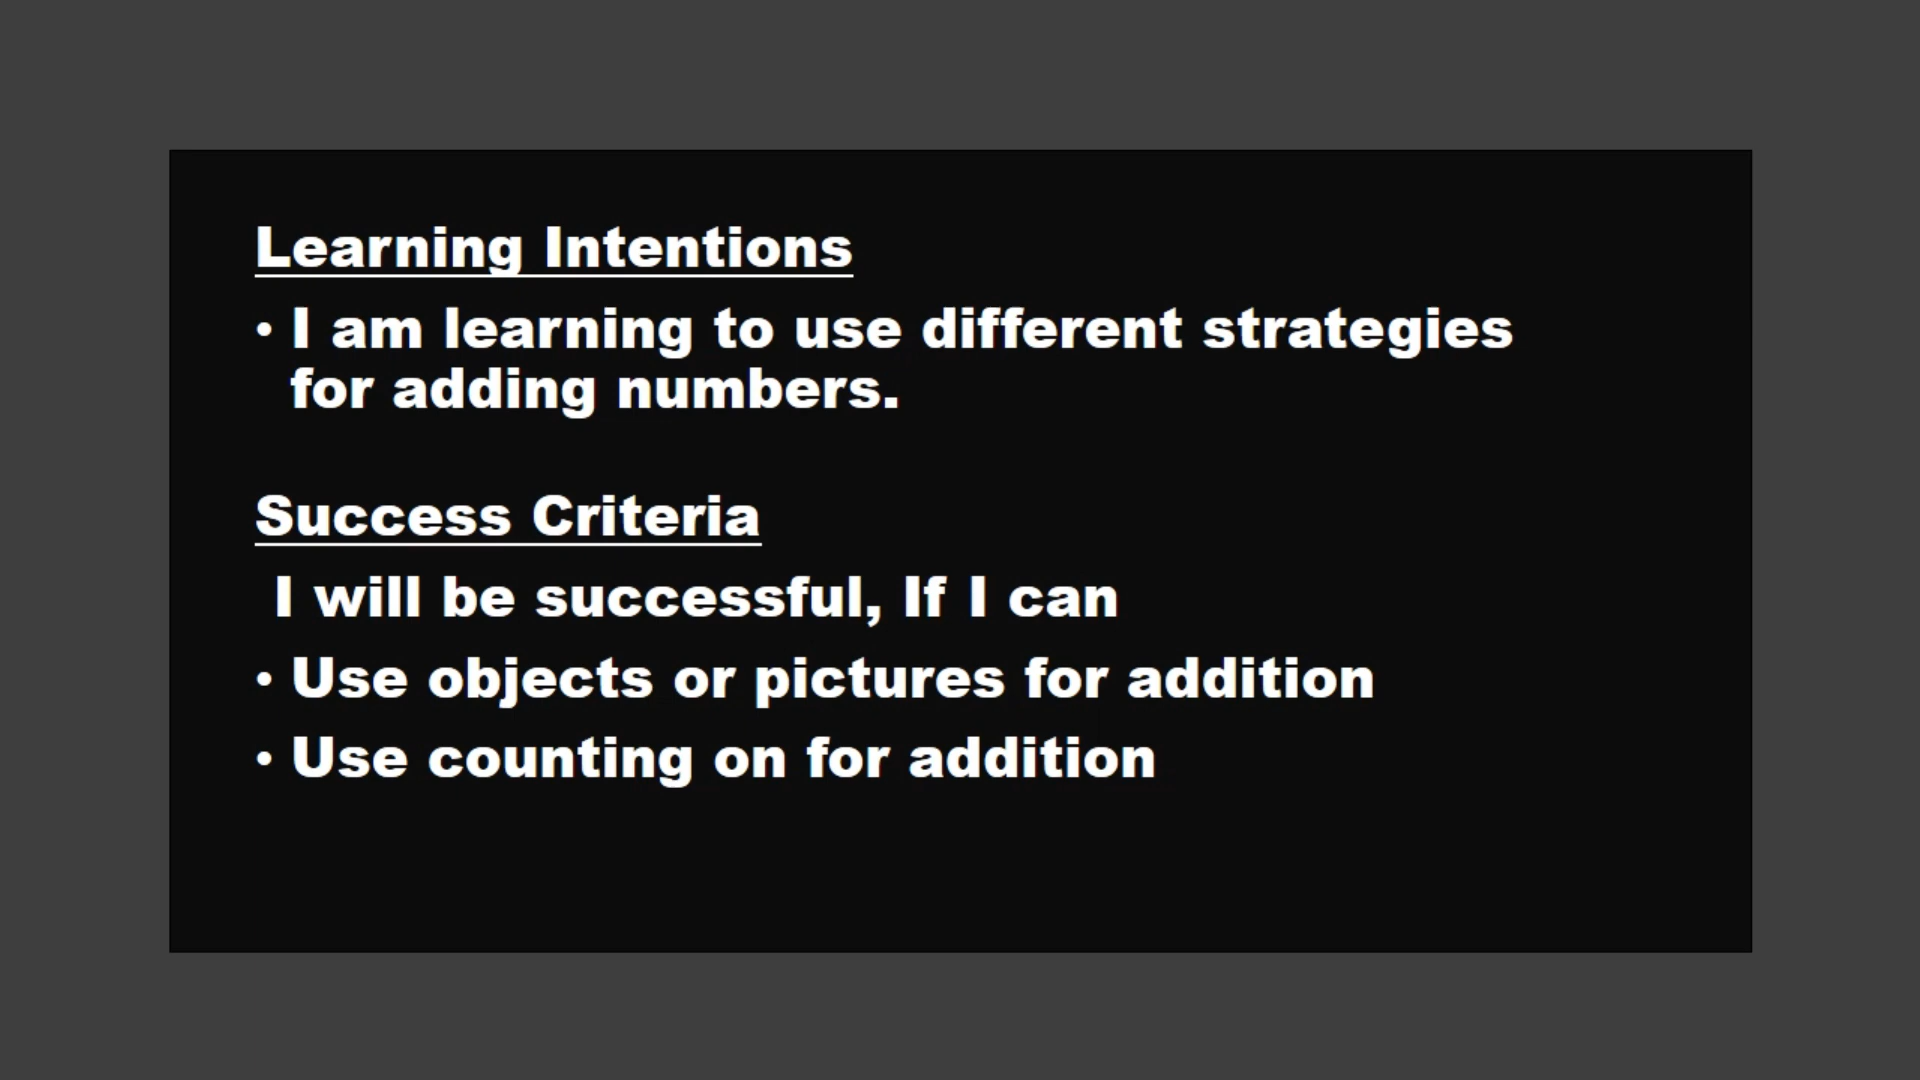 Learning Intentions
• I am learning to use different strategies
for adding numbers.
Success Criteria
I will be successful, If I can
• Use objects or pictures for addition
• Use counting on for addition